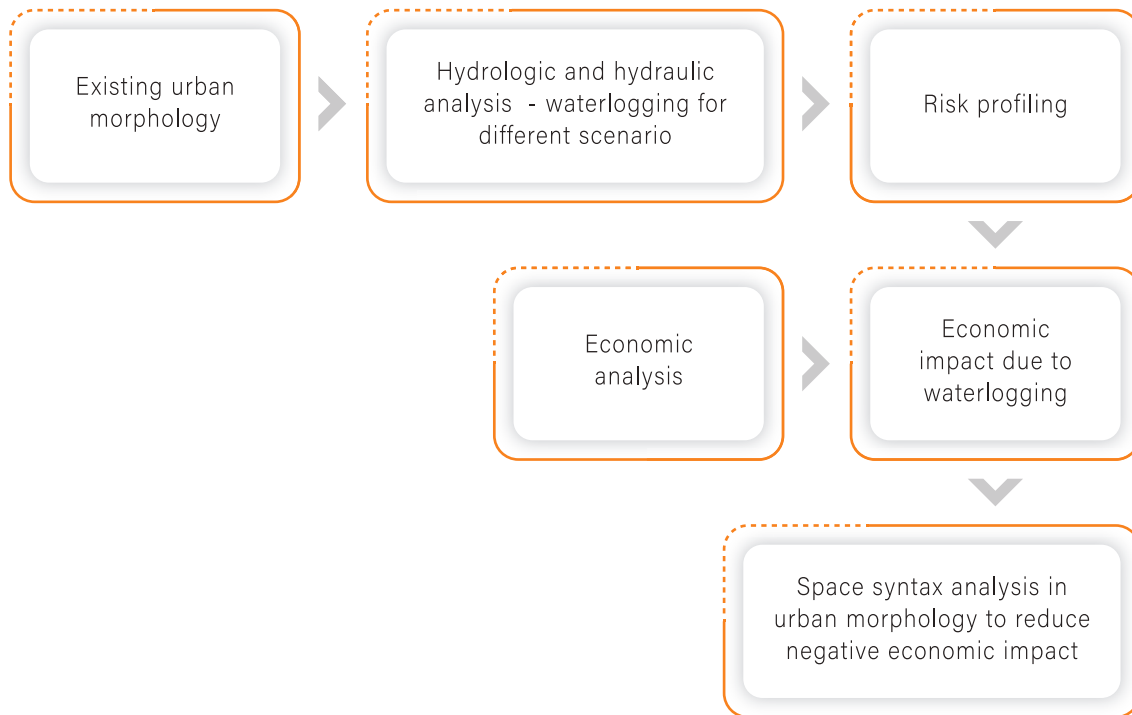 Existing urban
morphology
Hydrologic and hydraulic
analysis - waterlogging for
different scenario
Risk profiling
Economic
analysis
Economic
impact due to
waterlogging
Space syntax analysis in
urban morphology to reduce
negative economic impact